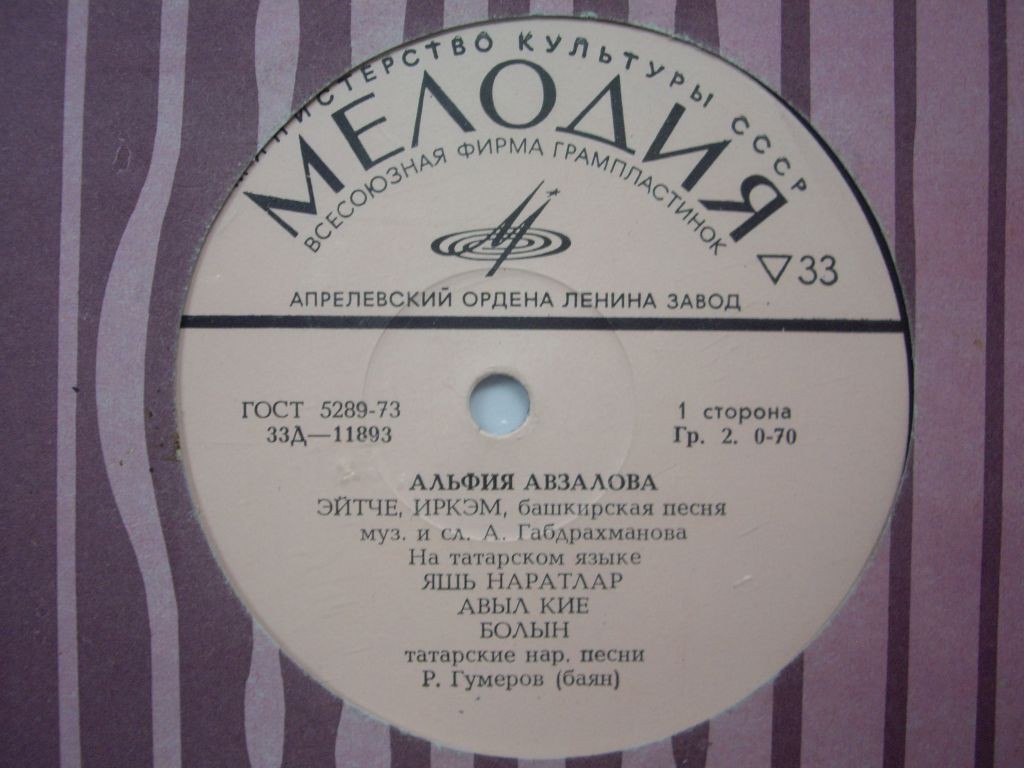 МИНИСТЕРСТВО КУЛЬТУРЫ СССР
МЕЛОДИЯ
ВСЕСОЮЗНАЯ ФИРМА ГРАМПЛАСТИНОК
▽33
АПРЕЛЕВСКИЙ ОРДЕНА ЛЕНИНА ЗАВОД
ГОСТ 5289-73
33Д—11893
1 сторона
Гр. 2. 0-70
АЛЬФИЯ АВЗАЛОВА
ЭЙТЧЕ, ИРКЭМ, башкирская песня
муз. и сл. А. Габдрахманова
На татарском языке
ЯШЬ НАРАТЛАР
АВЫЛ КИЕ
БОЛЫН
татарские нар. песни
Р. Гумеров (баян)